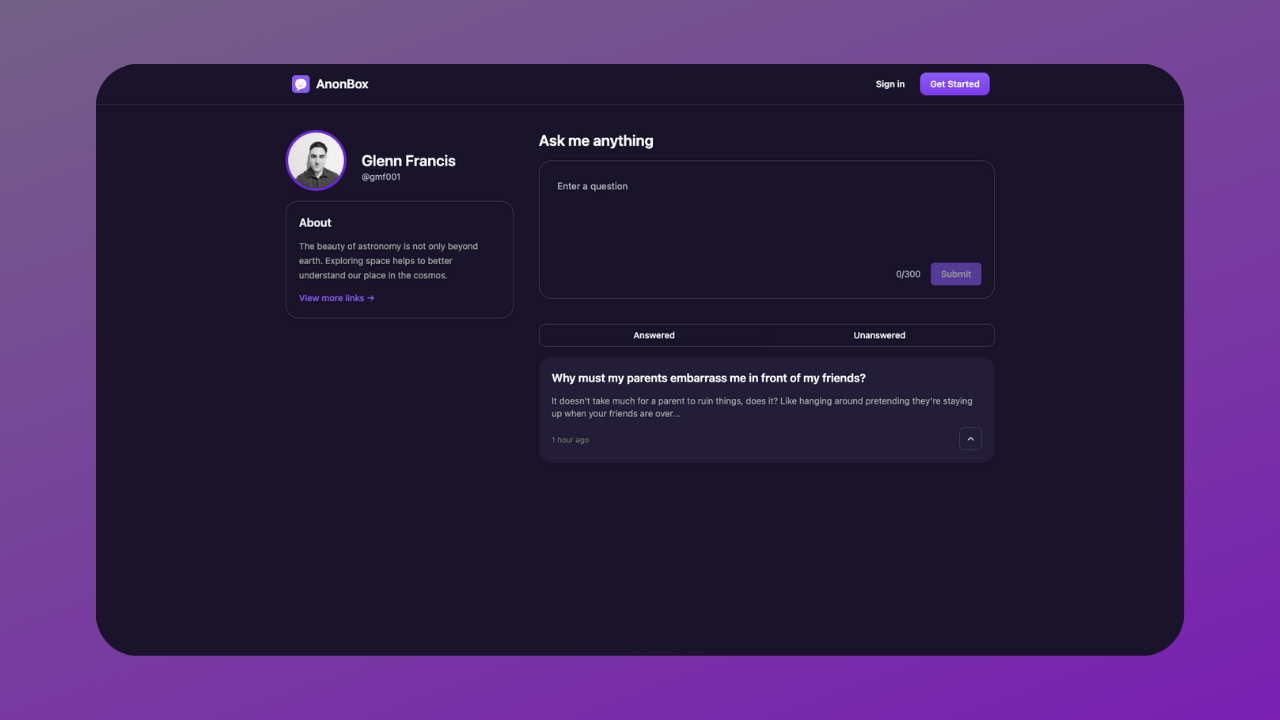 AnonBox
Sign in
Get Started
Glenn Francis
@gmf001
About
The beauty of astronomy is not only beyond
earth. Exploring space helps to better
understand our place in the cosmos.
View more links →
Ask me anything
Enter a question
0/300
Submit
Answered
Unanswered
Why must my parents embarrass me in front of my friends?
It doesn't take much for a parent to ruin things, does it? Like hanging around pretending they're staying
up when your friends are over...
1 hour ago